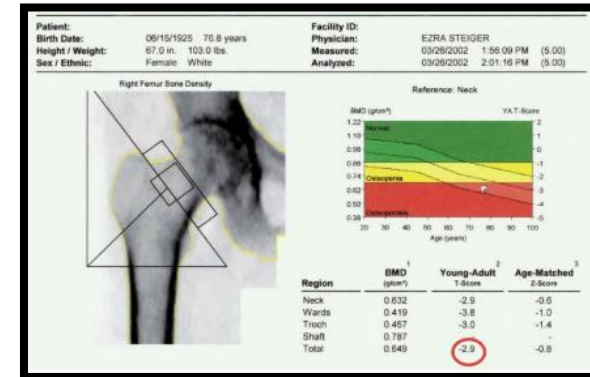 Patient: Facility ID:
Birth Date: 06/15/1925 76.8 years Physician: EZRA STEIGER
Height / Weight: 67.0 in. 103.0 lbs. Measured: 03/26/2002 1:56:09 PM (5.00)
Sex / Ethnic: Female White Analyzed: 03/26/2002 2:01:16 PM (5.00)
Right Femur Bone Density
Reference: Neck
BMD (g/cm²) YA T-Score
1.22 2
Normal
1.10 1
0.98 0
0.86 -1
0.74 -2
Osteopenia
0.62 -3
0.50 -4
Osteoporosis
0.38 -5
20 30 40 50 60 70 80 90 100
Age (years)
1 2 3
BMD Young-Adult Age-Matched
Region (g/cm²) T-Score Z-Score
Neck 0.632 -2.9 -0.6
Wards 0.419 -3.8 -1.0
Troch 0.457 -3.0 -1.4
Shaft 0.787 - -
Total 0.649 -2.9 -0.8